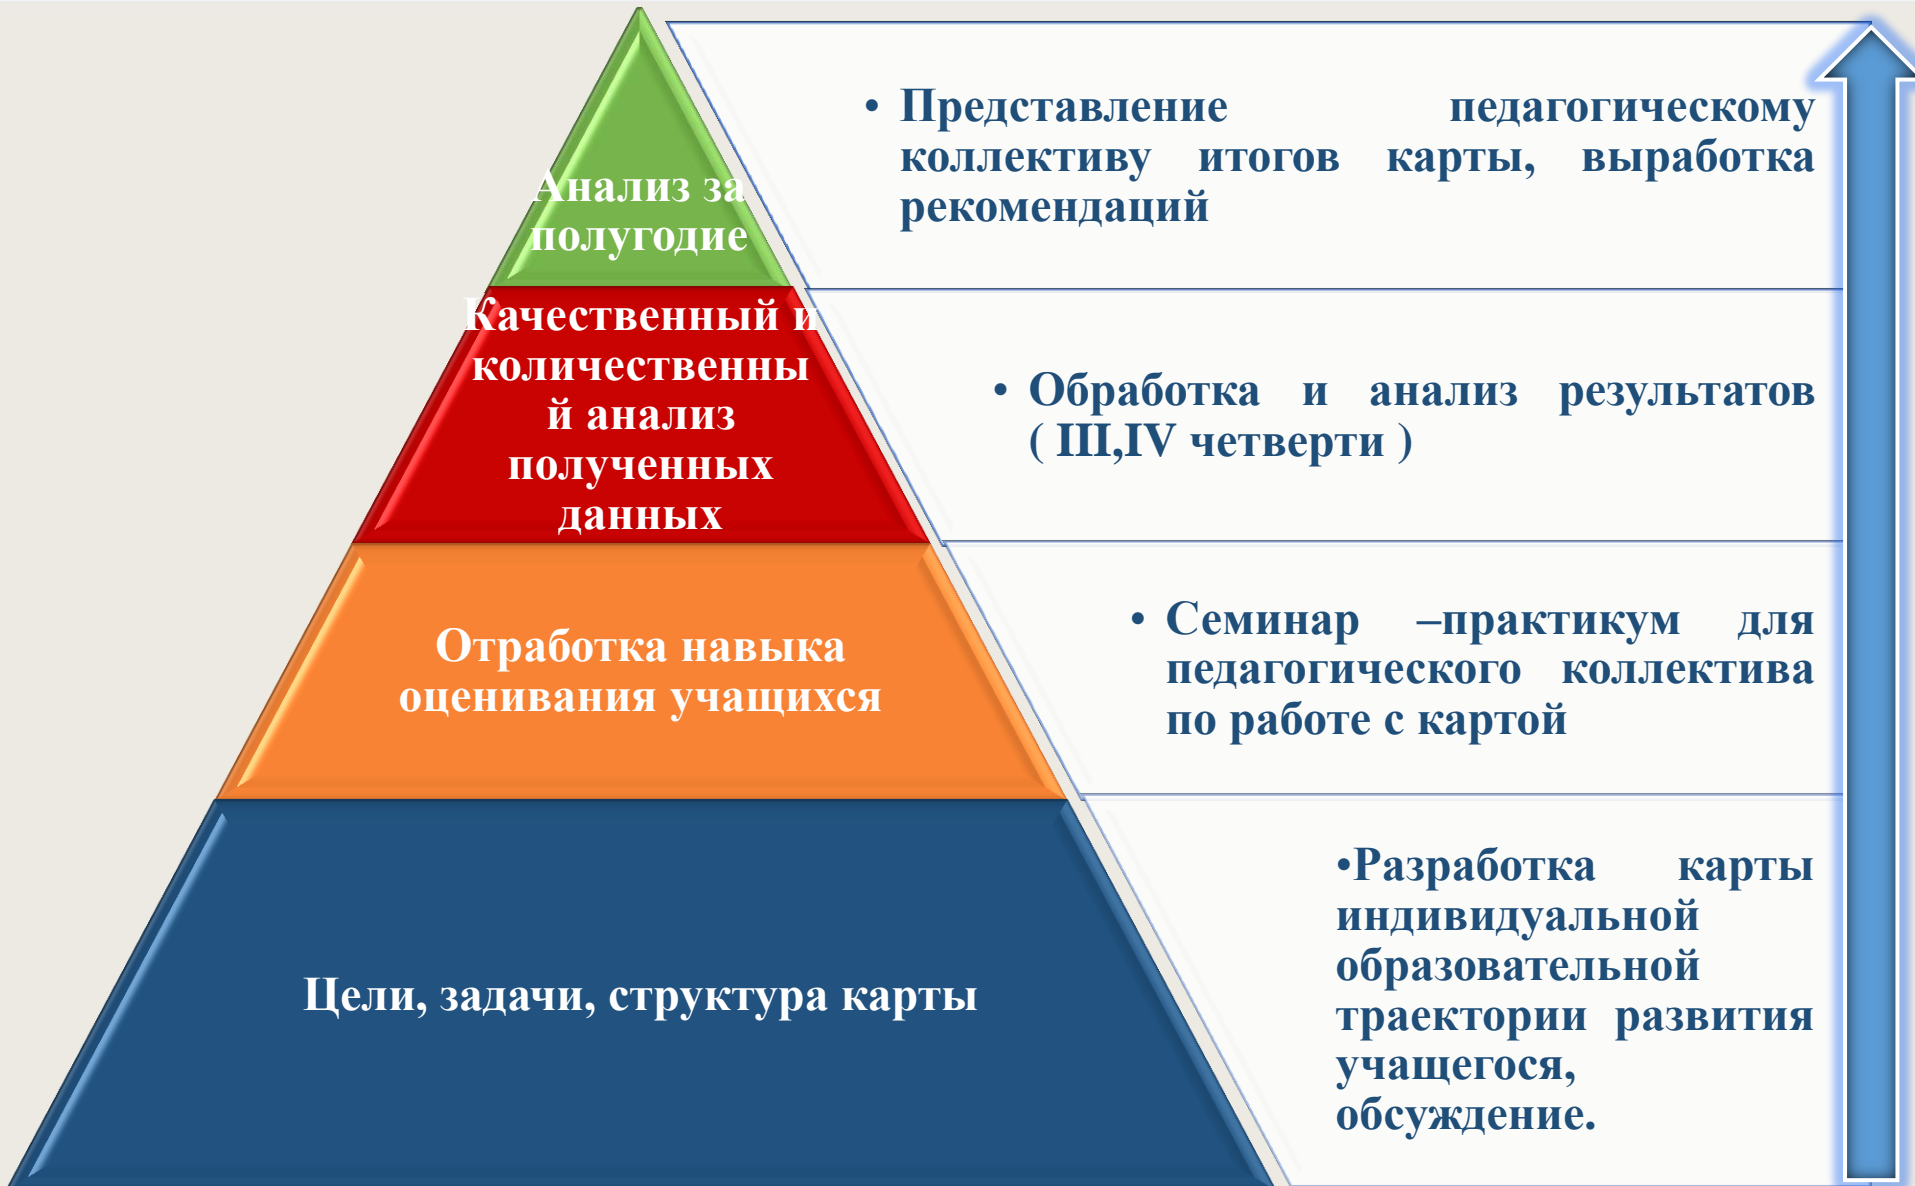 Анализ за
полугодие
• Представление педагогическому
коллективу итогов карты, выработка
рекомендаций
Качественный и
количественны
й анализ
полученных
данных
• Обработка и анализ результатов
( III,IV четверти )
Отработка навыка
оценивания учащихся
• Семинар –практикум для
педагогического коллектива
по работе с картой
Цели, задачи, структура карты
•Разработка карты
индивидуальной
образовательной
траектории развития
учащегося,
обсуждение.